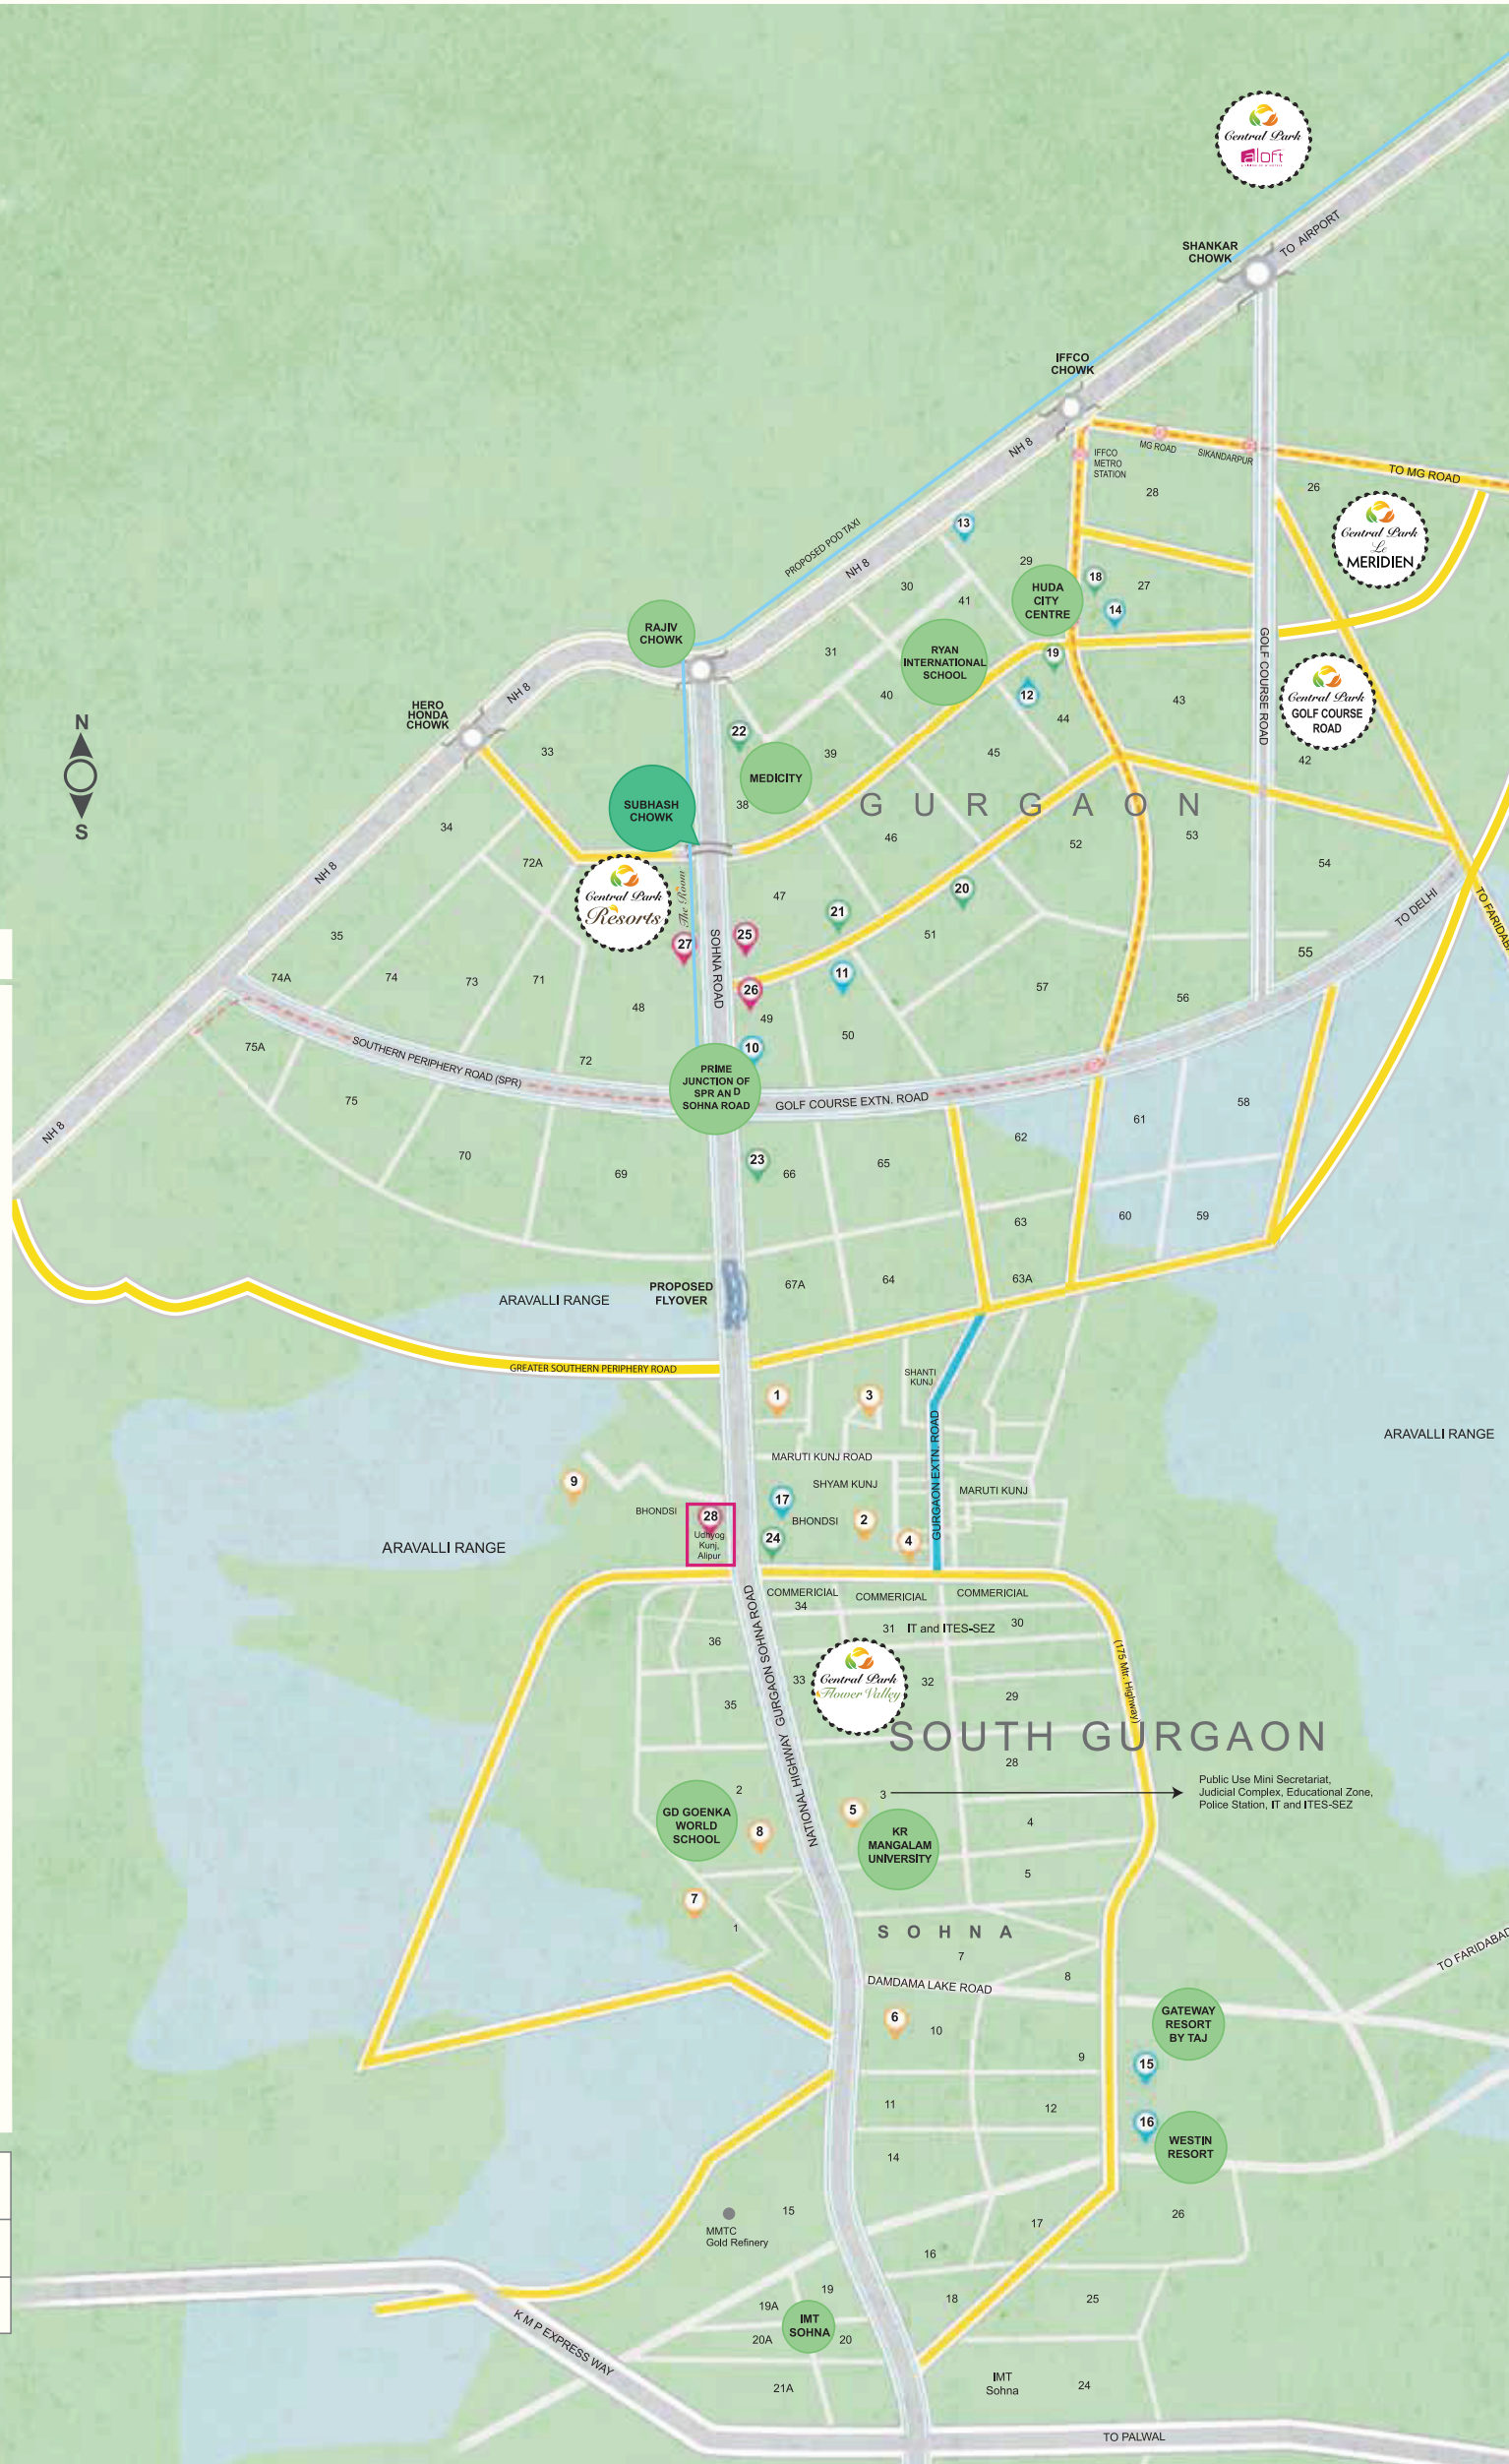 Central Park
aloft
SHANKAR
CHOWK
TO AIRPORT
IFFCO
CHOWK
NH 8
IFFCO
METRO
STATION
MG ROAD
SIKANDARPUR
TO MG ROAD
28
26
Central Park
Le
MERIDIEN
13
PROPOSED POD TAXI
NH 8
29
30
41
HUDA
CITY
CENTRE
18
27
14
RAJIV
CHOWK
31
RYAN
INTERNATIONAL
SCHOOL
19
GOLF COURSE ROAD
NH 8
HERO
HONDA
CHOWK
40
12
44
43
Central Park
GOLF COURSE
ROAD
N
S
33
22
39
45
42
MEDICITY
SUBHASH
CHOWK
38
GURGAON
34
46
52
53
54
NH 8
72A
Central Park
Resorts
The Room
47
20
21
51
TO DELHI
TO FARIDABA
35
27
25
SOHNA ROAD
55
74A
74
73
71
48
26
11
57
56
49
50
75A
SOUTHERN PERIPHERY ROAD (SPR)
72
10
PRIME
JUNCTION OF
SPR AND
SOHNA ROAD
GOLF COURSE EXTN. ROAD
75
61
58
NH 8
62
70
69
23
66
65
63
60
59
67A
64
63A
ARAVALLI RANGE
PROPOSED
FLYOVER
GREATER SOUTHERN PERIPHERY ROAD
SHANTI
KUNJ
1
3
ARAVALLI RANGE
MARUTI KUNJ ROAD
GURGAON EXTN. ROAD
9
SHYAM KUNJ
MARUTI KUNJ
BHONDSI
28
Udhyog
Kunj,
Alipur
17
BHONDSI
2
24
4
ARAVALLI RANGE
COMMERICIAL
COMMERICIAL
COMMERICIAL
34
31
IT and ITES-SEZ
30
36
NATIONAL HIGHWAY GURGAON SOHNA ROAD
33
Central Park
Flower Valley
32
29
35
(175 Mtr. Highway)
SOUTH GURGAON
28
2
3
Public Use Mini Secretariat,
Judicial Complex, Educational Zone,
Police Station, IT and ITES-SEZ
GD GOENKA
WORLD
SCHOOL
8
5
KR
MANGALAM
UNIVERSITY
4
5
7
1
SOHNA
7
8
TO FARIDABAD
DAMDAMA LAKE ROAD
6
10
GATEWAY
RESORT
BY TAJ
9
15
11
12
16
WESTIN
RESORT
14
15
MMTC
Gold Refinery
17
26
16
19
18
25
19A
IMT
SOHNA
20A
20
K M P EXPRESS WAY
21A
IMT
Sohna
24
TO PALWAL